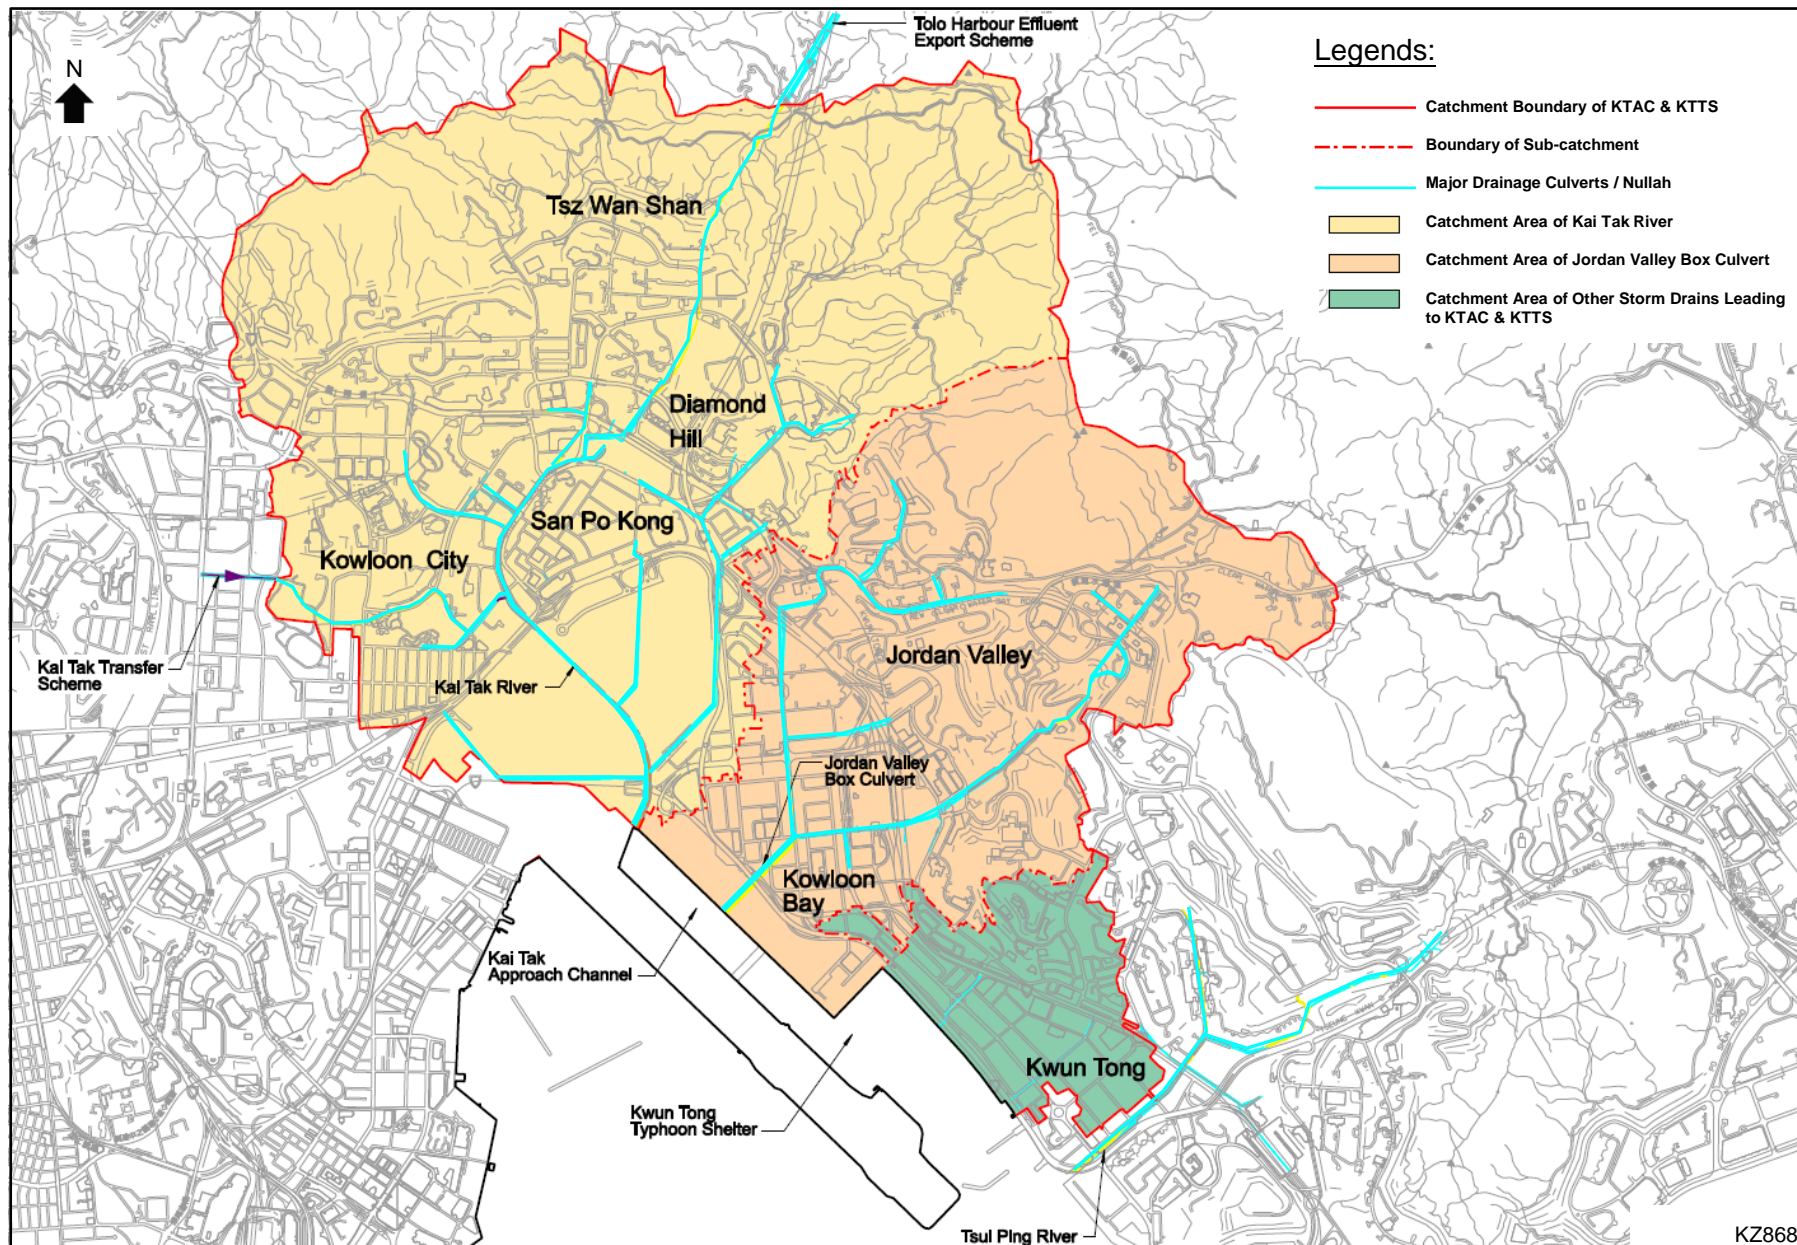 Tolo Harbour Effluent
Export Scheme
Legends:
N
Catchment Boundary of KTAC & KTTS
Boundary of Sub-catchment
Major Drainage Culverts / Nullah
Catchment Area of Kai Tak River
Catchment Area of Jordan Valley Box Culvert
Catchment Area of Other Storm Drains Leading
to KTAC & KTTS
Tsz Wan Shan
Diamond
Hill
San Po Kong
Kowloon City
Kai Tak Transfer
Scheme
Kai Tak River
Jordan Valley
Jordan Valley
Box Culvert
Kowloon
Bay
Kai Tak
Approach Channel
Kwun Tong
Kwun Tong
Typhoon Shelter
Tsui Ping River
KZ868